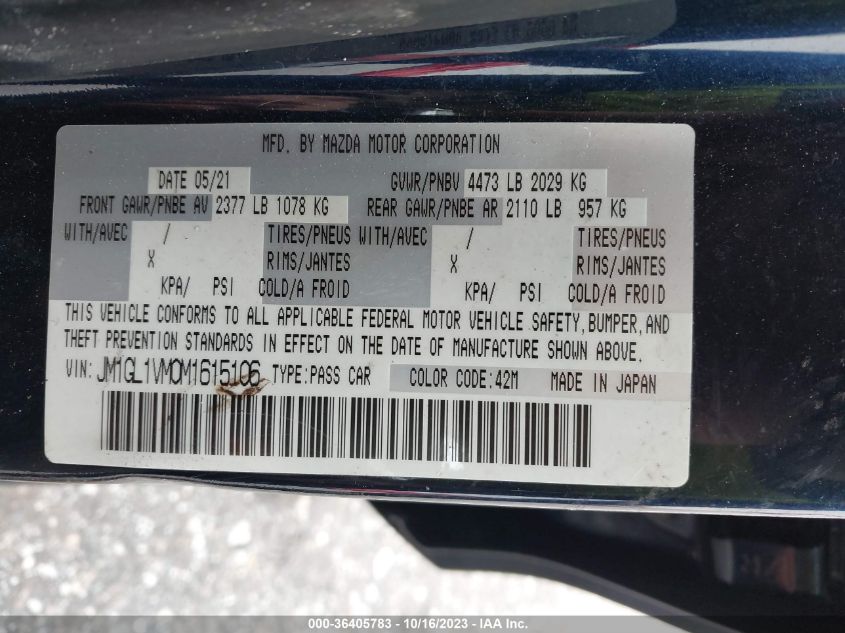 MFD. BY MAZDA MOTOR CORPORATION
DATE 05/21 GVWR/PNBV 4473 LB 2029 KG
FRONT GAWR/PNBE AV 2377 LB 1078 KG REAR GAWR/PNBE AR 2110 LB 957 KG
WITH/AVEC / TIRES/PNEUS WITH/AVEC / TIRES/PNEUS
X RIMS/JANTES X RIMS/JANTES
KPA/ PSI COLD/A FROID KPA/ PSI COLD/A FROID
THIS VEHICLE CONFORMS TO ALL APPLICABLE FEDERAL MOTOR VEHICLE SAFETY, BUMPER, AND
THEFT PREVENTION STANDARDS IN EFFECT ON THE DATE OF MANUFACTURE SHOWN ABOVE.
VIN: JM1GL1VM0M1615106 TYPE:PASS CAR COLOR CODE:42M MADE IN JAPAN
000-36405783 - 10/16/2023 - IAA Inc.